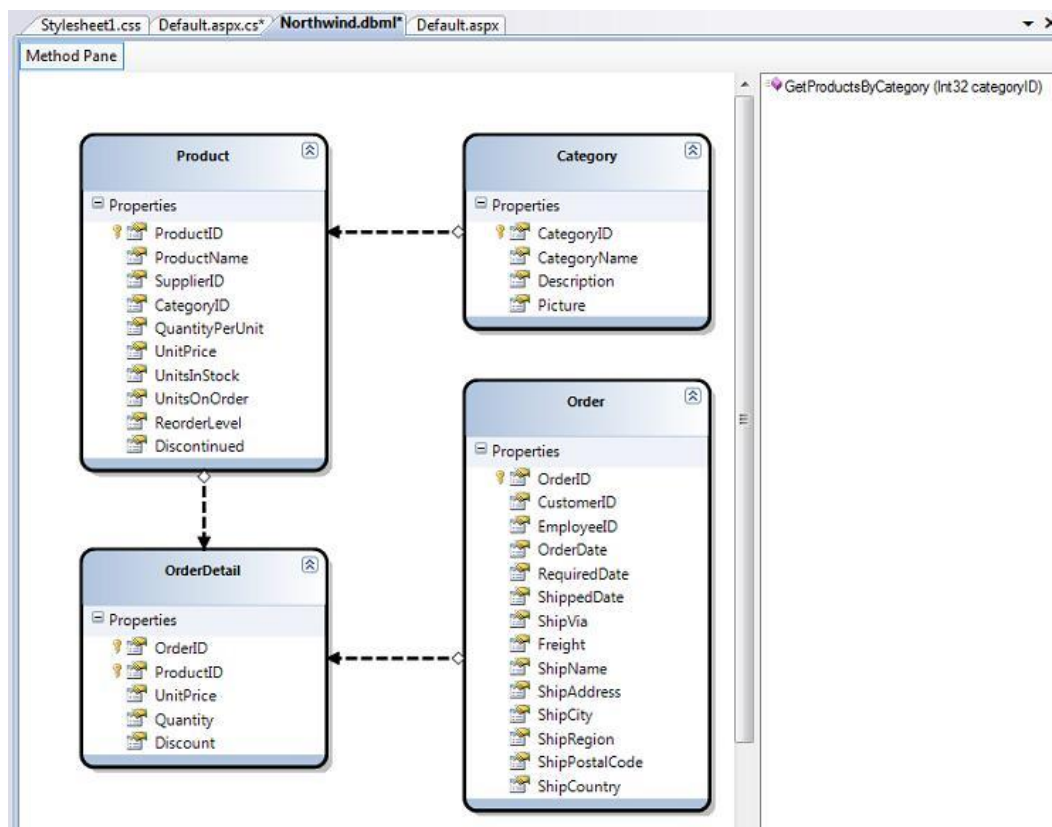 Stylesheet1.css Default.aspx.cs* Northwind.dbml* Default.aspx
Method Pane
GetProductsByCategory (Int32 categoryID)
Product
Properties
ProductID
ProductName
SupplierID
CategoryID
QuantityPerUnit
UnitPrice
UnitsInStock
UnitsOnOrder
ReorderLevel
Discontinued
Category
Properties
CategoryID
CategoryName
Description
Picture
OrderDetail
Properties
OrderID
ProductID
UnitPrice
Quantity
Discount
Order
Properties
OrderID
CustomerID
EmployeeID
OrderDate
RequiredDate
ShippedDate
ShipVia
Freight
ShipName
ShipAddress
ShipCity
ShipRegion
ShipPostalCode
ShipCountry